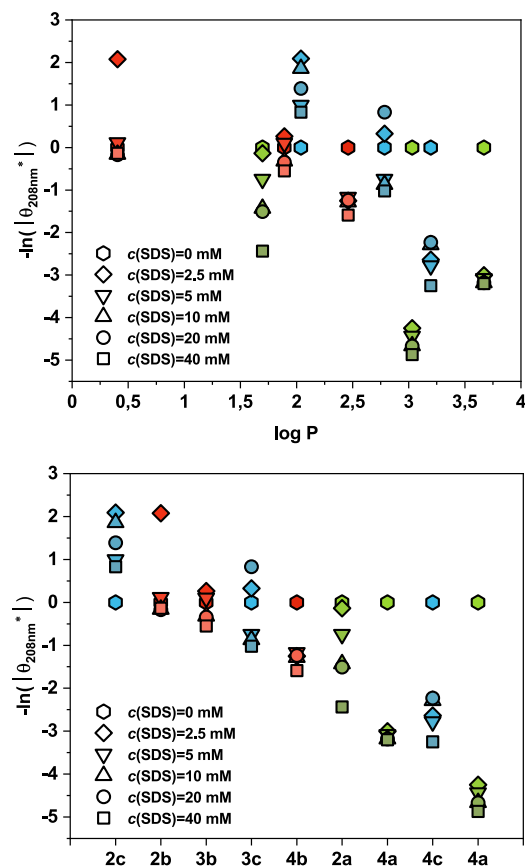 2
1
0
-1
-2
-3
-4
-5
-ln(|θ208nm*|)
c(SDS)=0 mM
c(SDS)=2.5 mM
c(SDS)=5 mM
c(SDS)=10 mM
c(SDS)=20 mM
c(SDS)=40 mM
0 0,5 1 1,5 2 2,5 3 3,5 4
log P
3
2
1
0
-1
-2
-3
-4
-5
-ln(|θ208nm*|)
c(SDS)=0 mM
c(SDS)=2.5 mM
c(SDS)=5 mM
c(SDS)=10 mM
c(SDS)=20 mM
c(SDS)=40 mM
2c 2b 3b 3c 4b 2a 4a 4c 4a